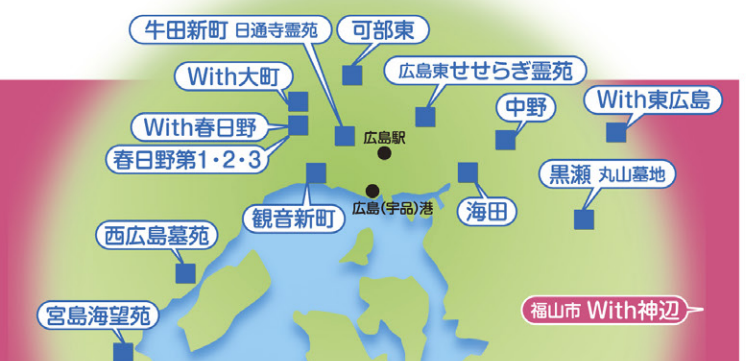 牛田新町 日通寺霊苑
可部東
With大町
広島東せせらぎ霊苑
With東広島
中野
With春日野
広島駅
春日野第1・2・3
黒瀬 丸山墓地
観音新町
広島(宇品)港
海田
西広島墓苑
宮島海望苑
福山市 With神辺